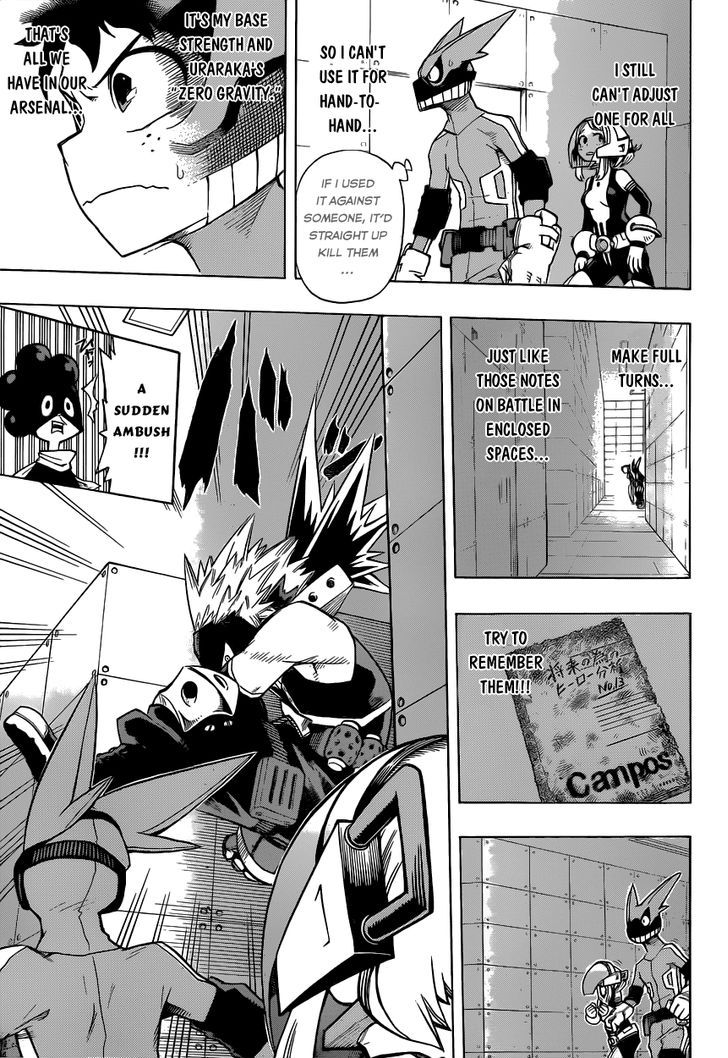 I STILL
CAN'T ADJUST
ONE FOR ALL
SO I CAN'T
USE IT FOR
HAND-TO-
HAND...
IF I USED
IT AGAINST
SOMEONE, IT'D
STRAIGHT UP
KILL THEM
...
IT'S MY BASE
STRENGTH AND
URARAKA'S
"ZERO GRAVITY."
THAT'S
ALL WE
HAVE IN OUR
ARSENAL...
MAKE FULL
TURNS...
JUST LIKE
THOSE NOTES
ON BATTLE IN
ENCLOSED
SPACES...
TRY TO
REMEMBER
THEM!!!
将来の為の
ヒーロー分析
No.13
Campos
A
SUDDEN
AMBUSH
!!!
1